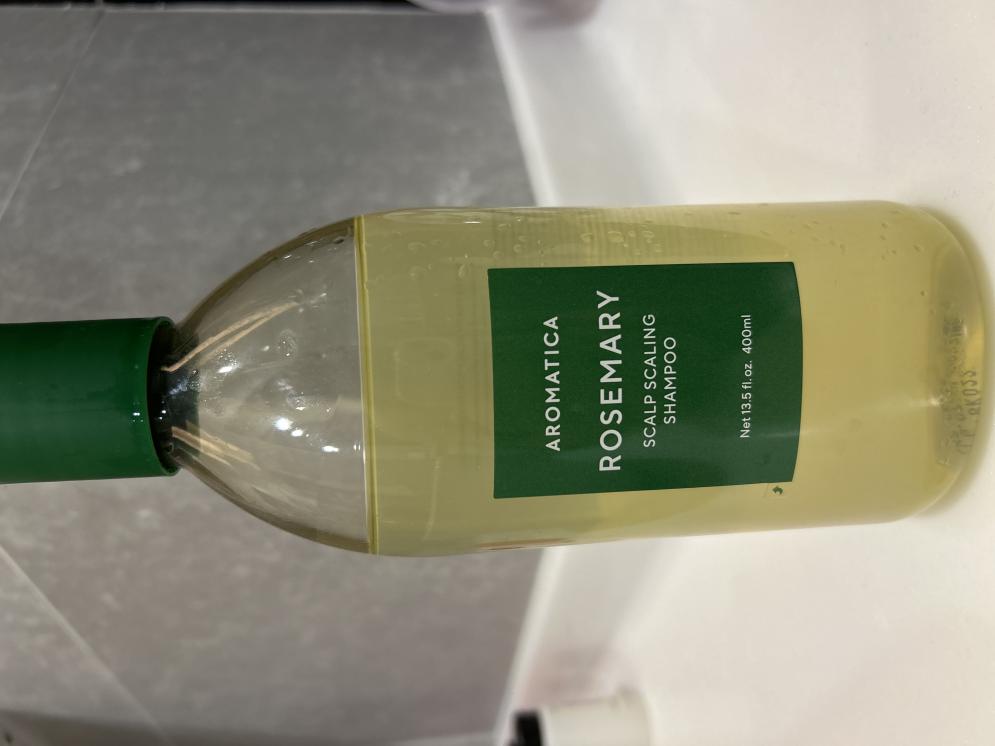 AROMATICA
ROSEMARY
SCALP SCALING
SHAMPOO
Net 13.5 fl.oz. 400ml